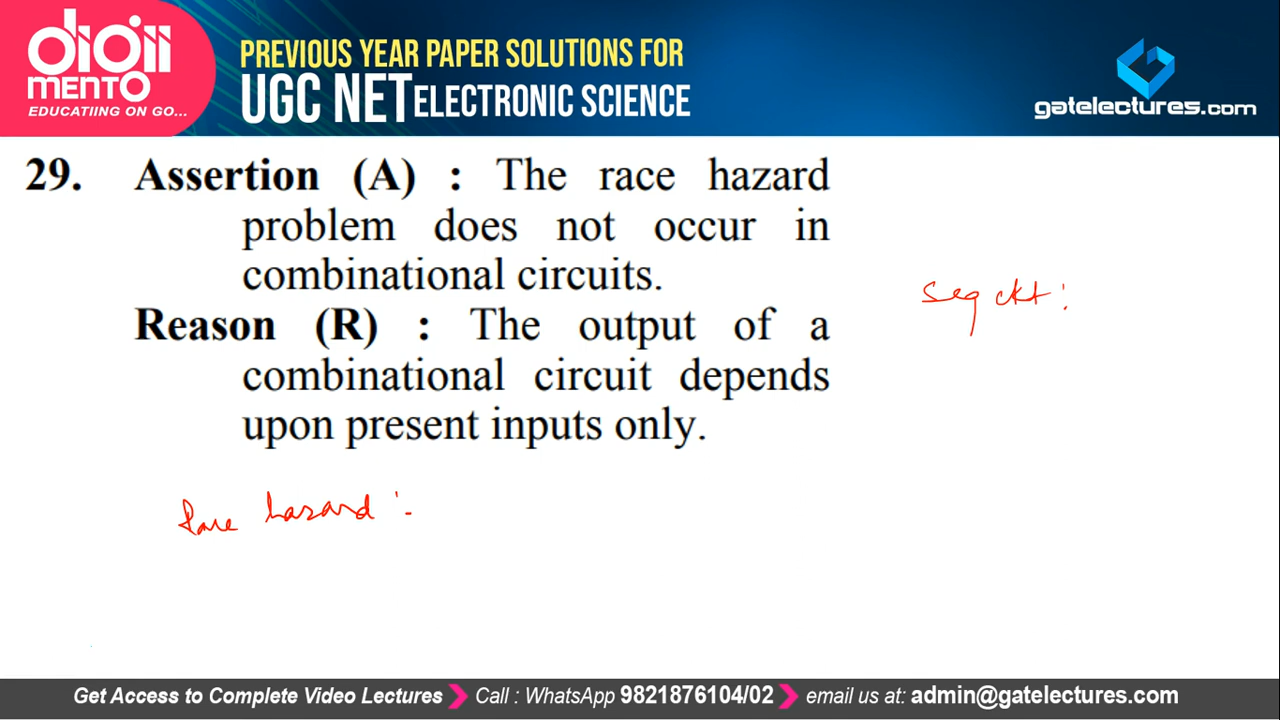 digii
MENTO
EDUCATIING ON GO...
PREVIOUS YEAR PAPER SOLUTIONS FOR
UGC NET ELECTRONIC SCIENCE
gatelectures.com
29. Assertion (A) : The race hazard
problem does not occur in
combinational circuits.
Reason (R) : The output of a
combinational circuit depends
upon present inputs only.
Seq ckt :
hazard :-
Get Access to Complete Video Lectures Call : WhatsApp 9821876104/02 email us at: admin@gatelectures.com